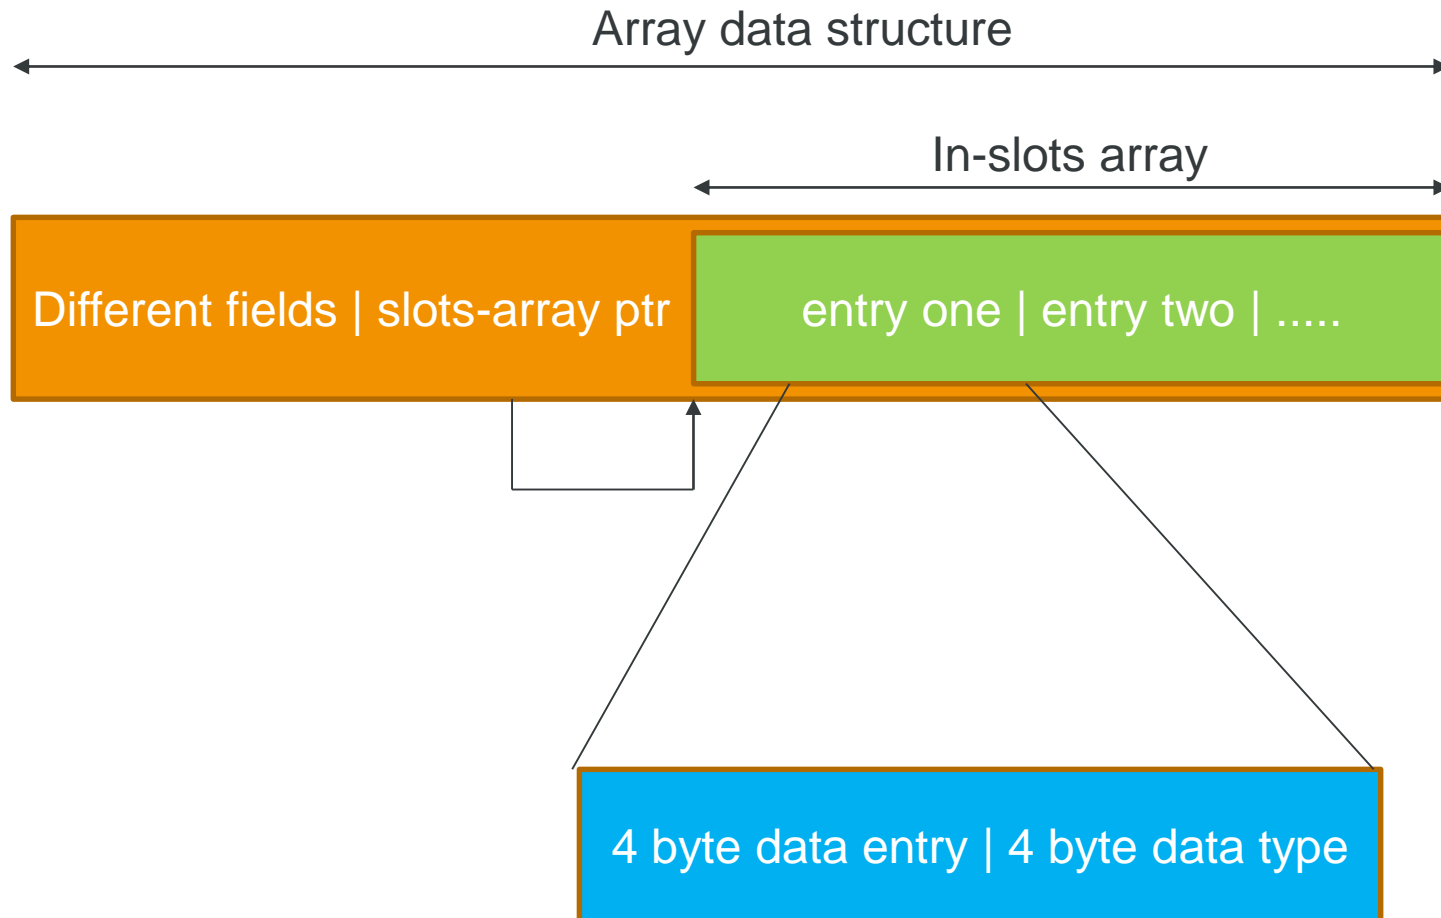 Array data structure
In-slots array
Different fields | slots-array ptr
entry one | entry two | .....
4 byte data entry | 4 byte data type